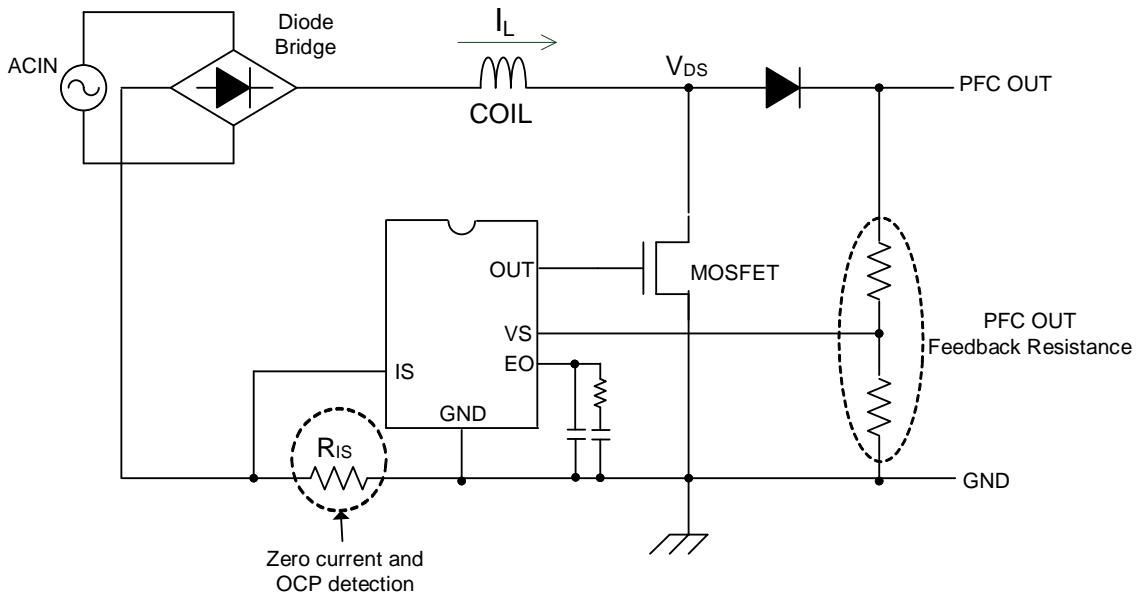 Diode
Bridge
ACIN
IL
COIL
VDS
PFC OUT
OUT
MOSFET
VS
EO
IS
GND
PFC OUT
Feedback Resistance
RIS
GND
Zero current and
OCP detection